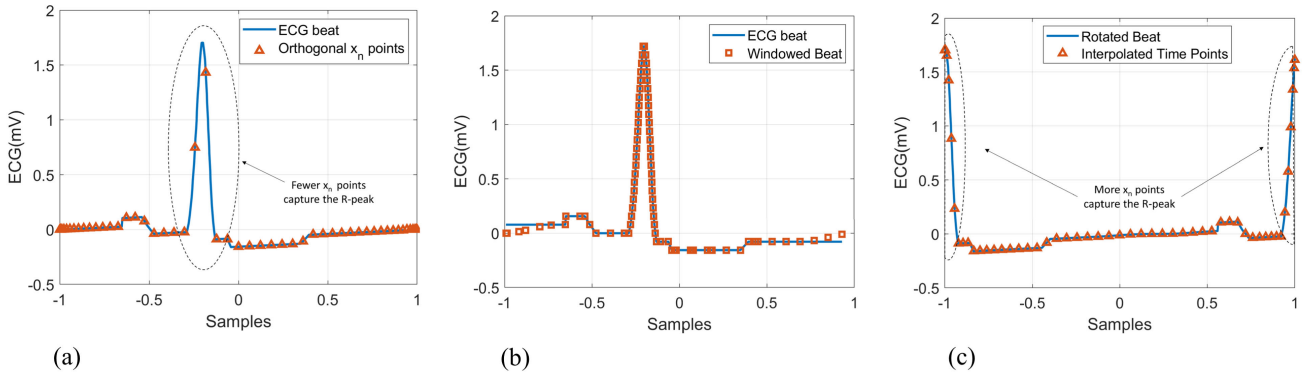 2
1.5
1
0.5
0
-0.5
ECG(mV)
ECG beat
Orthogonal xn points
Fewer xn points
capture the R-peak
-1
-0.5
0
0.5
1
Samples
(a)
2
1.5
1
0.5
0
-0.5
ECG(mV)
ECG beat
Windowed Beat
-1
-0.5
0
0.5
1
Samples
(b)
2
1.5
1
0.5
0
-0.5
ECG(mV)
Rotated Beat
Interpolated Time Points
More xn points
capture the R-peak
-1
-0.5
0
0.5
1
Samples
(c)